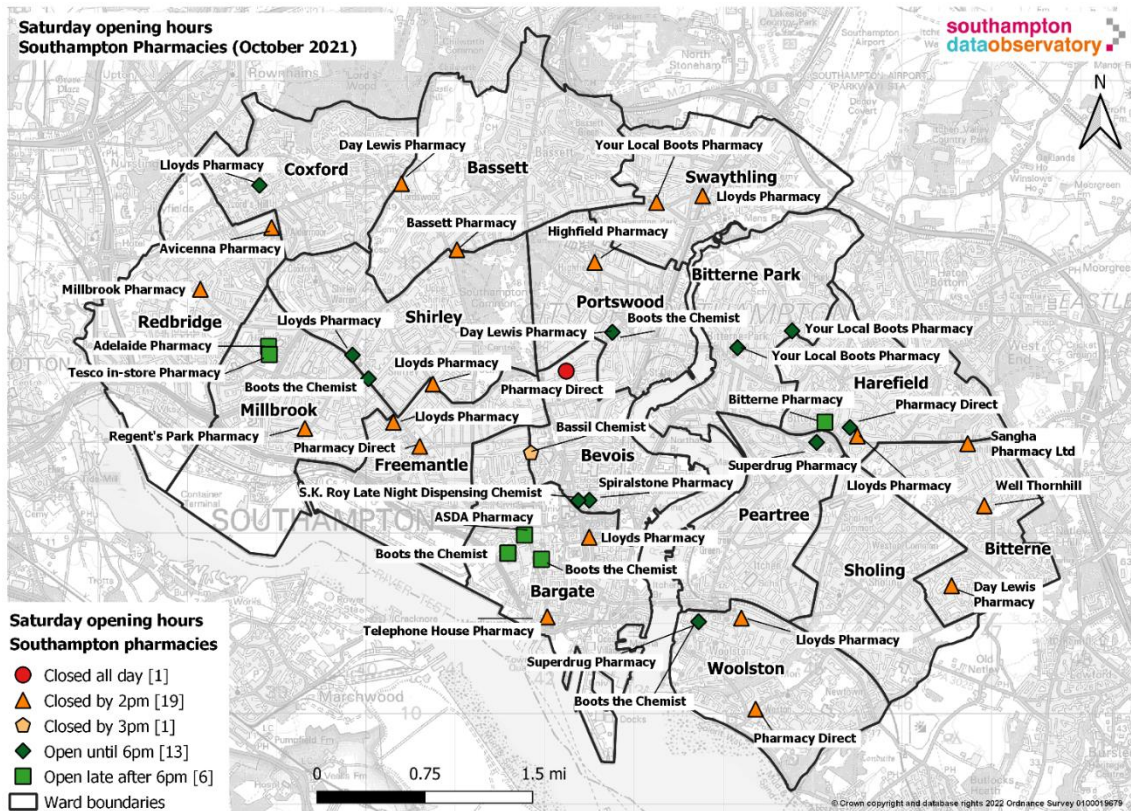 Saturday opening hours
Southampton Pharmacies (October 2021)
southampton
dataobservatory
N
Rownhams
North
Stoneham
SOUTHAMPTON AIRPORT
Day Lewis Pharmacy
Your Local Boots Pharmacy
Lloyds Pharmacy
Coxford
Bassett
Swaythling
Lloyds Pharmacy
Avicenna Pharmacy
Bassett Pharmacy
Highfield Pharmacy
Bitterne Park
Millbrook Pharmacy
Redbridge
Lloyds Pharmacy
Shirley
Portswood
Boots the Chemist
Day Lewis Pharmacy
Your Local Boots Pharmacy
Adelaide Pharmacy
Your Local Boots Pharmacy
Tesco in-store Pharmacy
Lloyds Pharmacy
Boots the Chemist
Pharmacy Direct
Harefield
Bitterne Pharmacy
Pharmacy Direct
Millbrook
Lloyds Pharmacy
Regent's Park Pharmacy
Bassil Chemist
Pharmacy Direct
Freemantle
Bevois
Sangha
Pharmacy Ltd
Superdrug Pharmacy
Lloyds Pharmacy
Spiralstone Pharmacy
S.K. Roy Late Night Dispensing Chemist
Well Thornhill
Peartree
SOUTHAMPTON
ASDA Pharmacy
Lloyds Pharmacy
Boots the Chemist
Boots the Chemist
Bitterne
Sholing
Bargate
Day Lewis
Pharmacy
Telephone House Pharmacy
Lloyds Pharmacy
Superdrug Pharmacy
Woolston
Marchwood
Boots the Chemist
Pharmacy Direct
Saturday opening hours
Southampton pharmacies
Closed all day [1]
Closed by 2pm [19]
Closed by 3pm [1]
Open until 6pm [13]
Open late after 6pm [6]
Ward boundaries
0 0.75 1.5 mi
© Crown copyright and database rights 2022 Ordnance Survey 0100019679